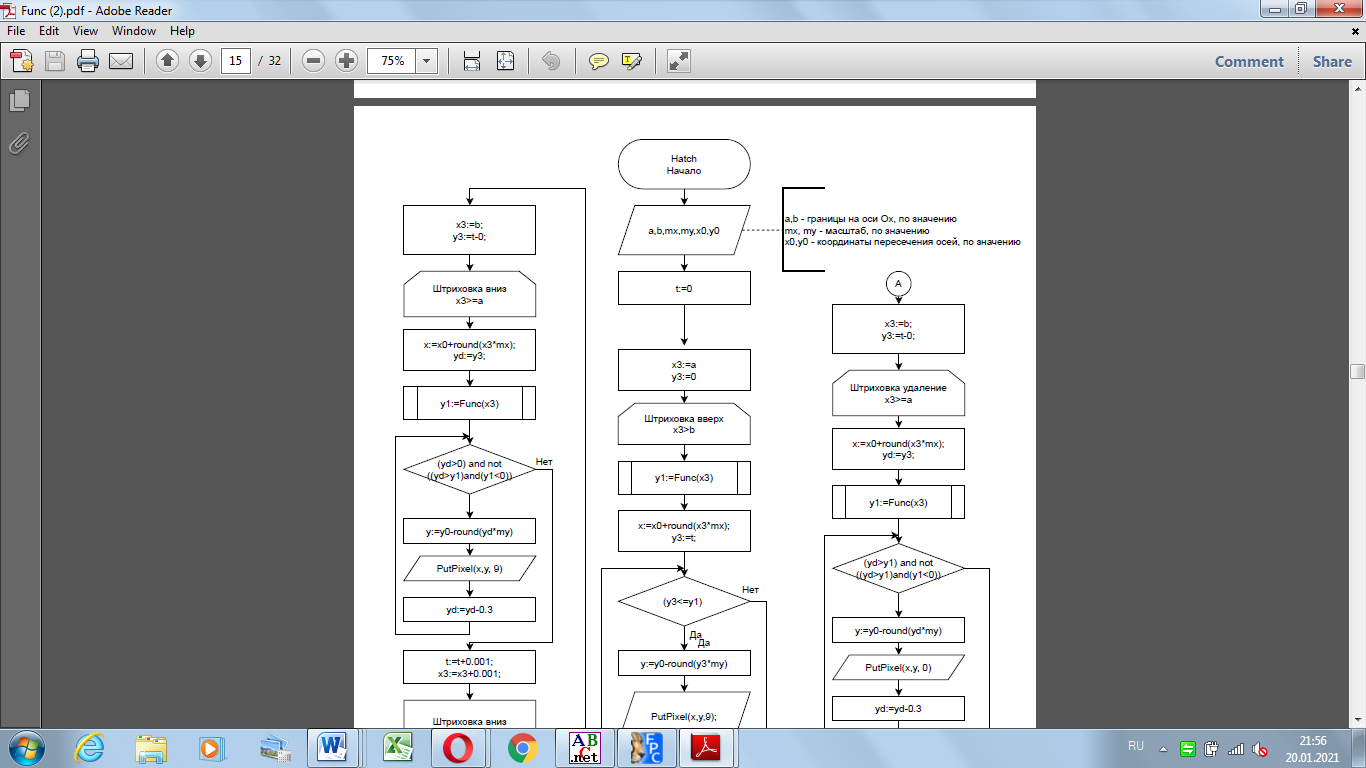 Func (2).pdf - Adobe Reader
File Edit View Window Help
15 / 32
75%
Comment Share
Hatch
Начало
a,b,mx,my,x0,y0
a,b - границы на оси Ox, по значению
mx, my - масштаб, по значению
x0,y0 - координаты пересечения осей, по значению
t:=0
x3:=a
y3:=0
Штриховка вверх
x3>b
y1:=Func(x3)
x:=x0+round(x3*mx);
y3:=t;
(y3<=y1)
Нет
Да
Да
y:=y0-round(y3*my)
PutPixel(x,y,9);
x3:=b;
y3:=t-0;
Штриховка вниз
x3>=a
x:=x0+round(x3*mx);
yd:=y3;
y1:=Func(x3)
(yd>0) and not
((yd>y1)and(y1<0))
Нет
y:=y0-round(yd*my)
PutPixel(x,y, 9)
yd:=yd-0.3
t:=t+0.001;
x3:=x3+0.001;
Штриховка вниз
A
x3:=b;
y3:=t-0;
Штриховка удаление
x3>=a
x:=x0+round(x3*mx);
yd:=y3;
y1:=Func(x3)
(yd>y1) and not
((yd>y1)and(y1<0))
y:=y0-round(yd*my)
PutPixel(x,y, 0)
yd:=yd-0.3
AB
C
.net
FPC
RU
21:56
20.01.2021